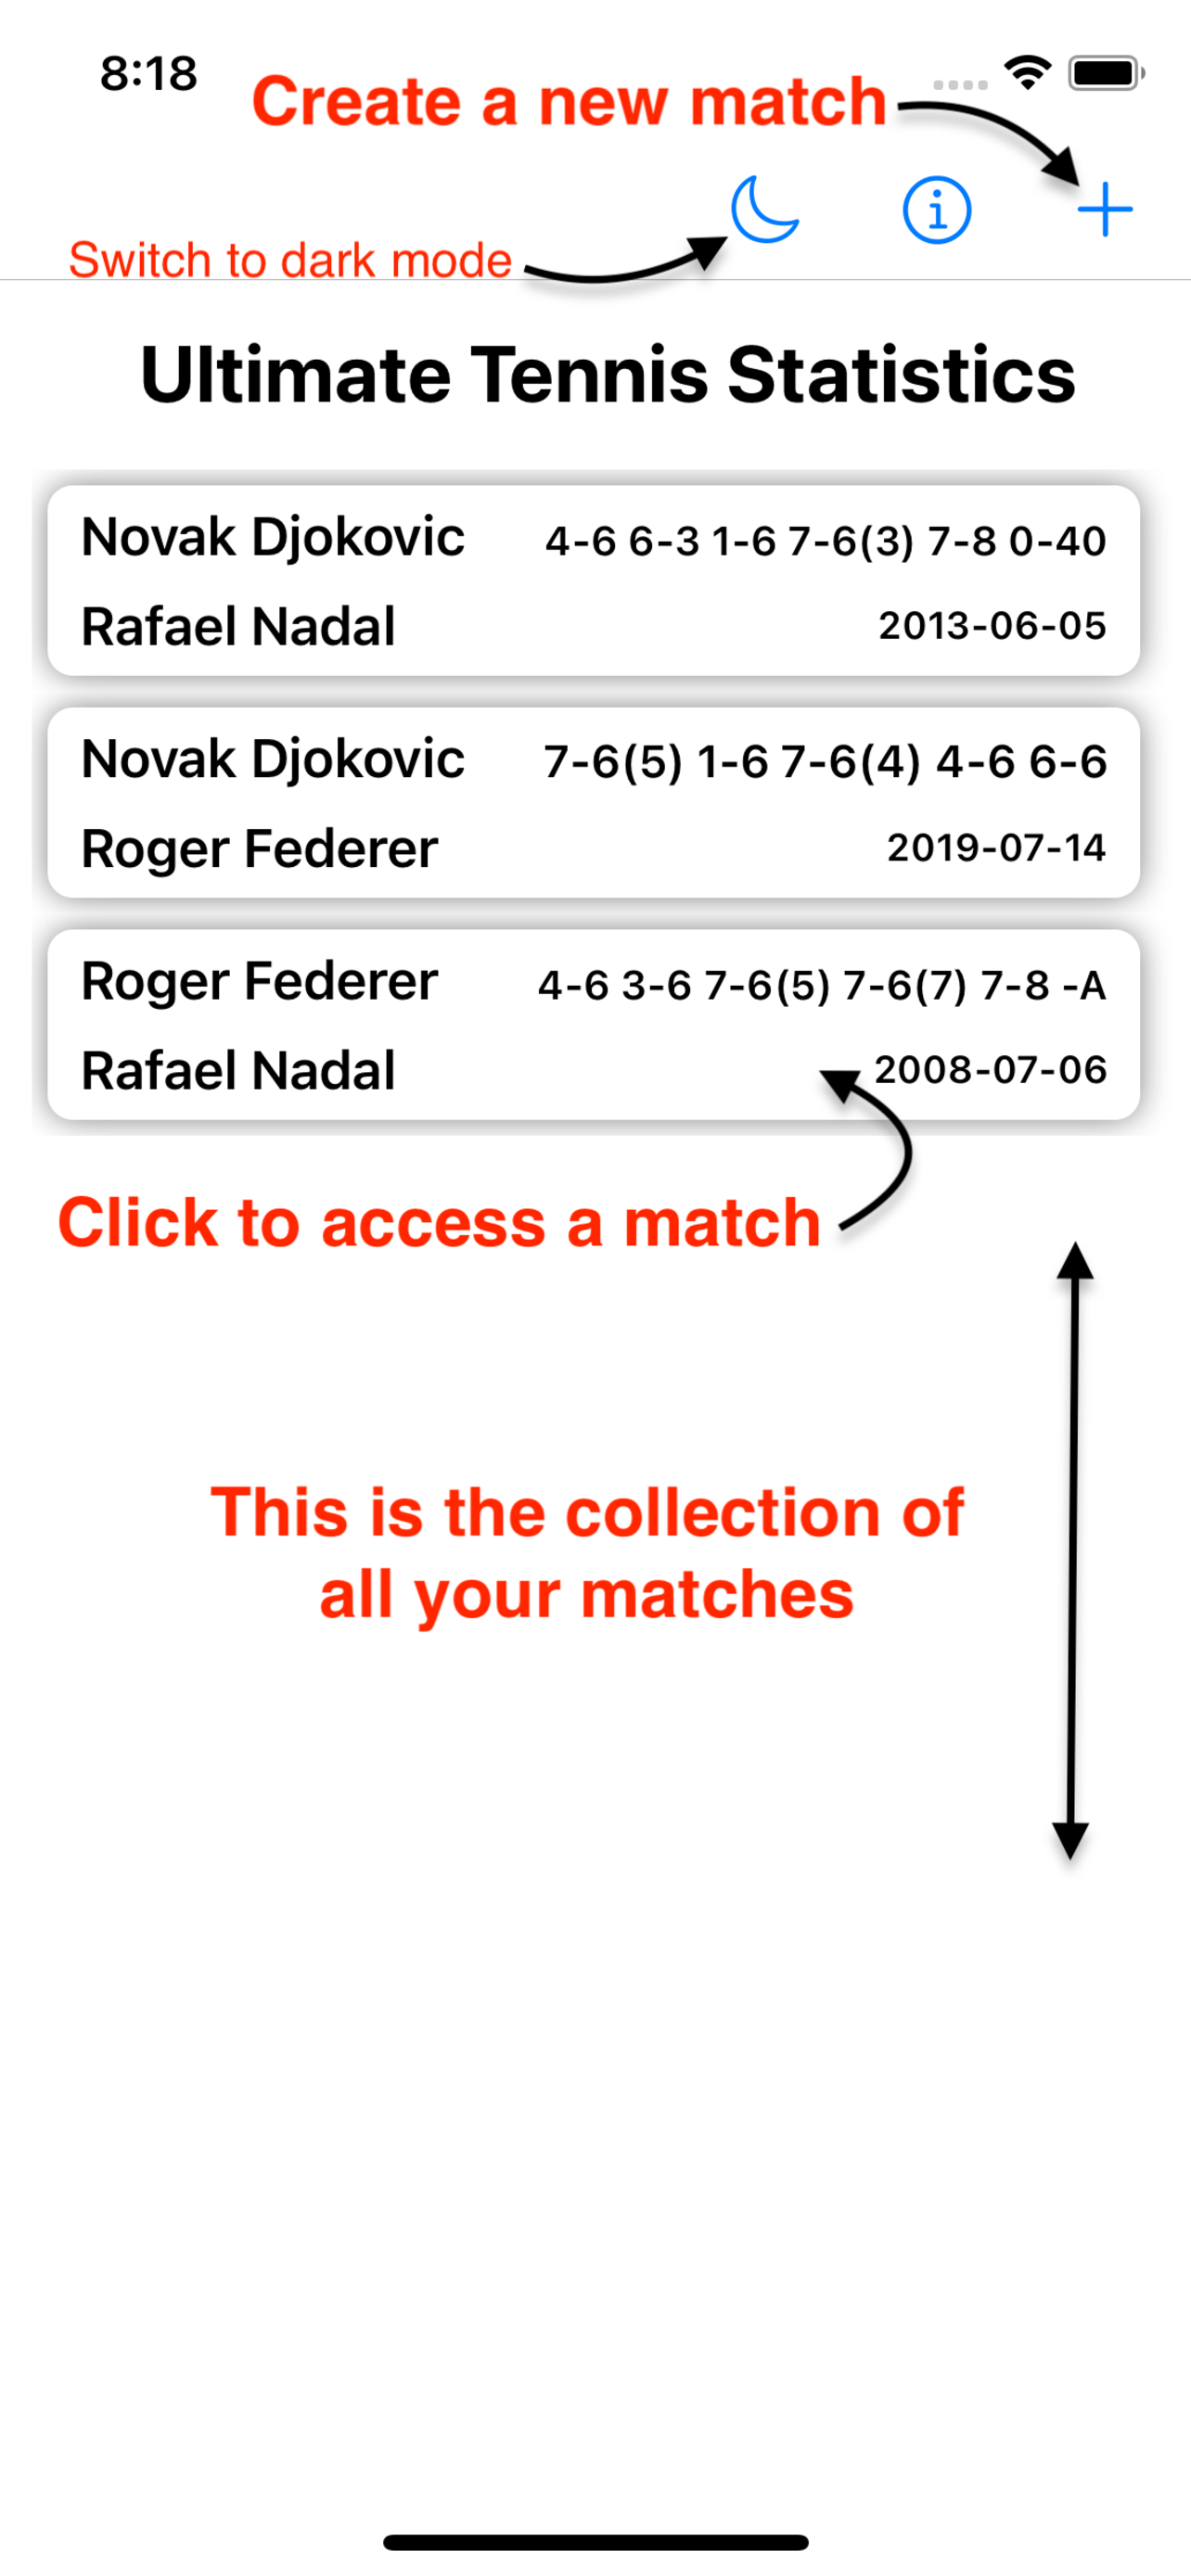 8:18
Create a new match
Switch to dark mode
Ultimate Tennis Statistics
Novak Djokovic 4-6 6-3 1-6 7-6(3) 7-8 0-40
Rafael Nadal 2013-06-05
Novak Djokovic 7-6(5) 1-6 7-6(4) 4-6 6-6
Roger Federer 2019-07-14
Roger Federer 4-6 3-6 7-6(5) 7-6(7) 7-8 -A
Rafael Nadal 2008-07-06
Click to access a match
This is the collection of
all your matches